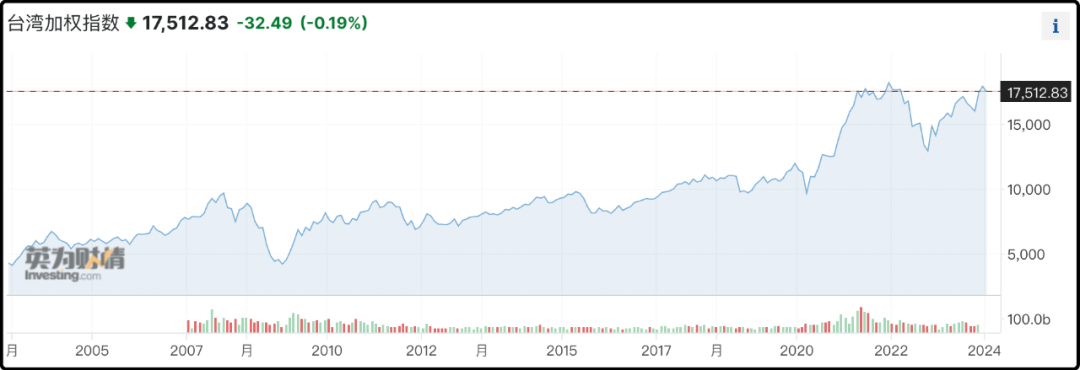 台湾加权指数 17,512.83 -32.49 (-0.19%)
i
17,512.83
15,000
10,000
5,000
英为财情
Investing.com
100.0b
月 2005 2007 月 2010 2012 月 2015 2017 月 2020 2022 2024